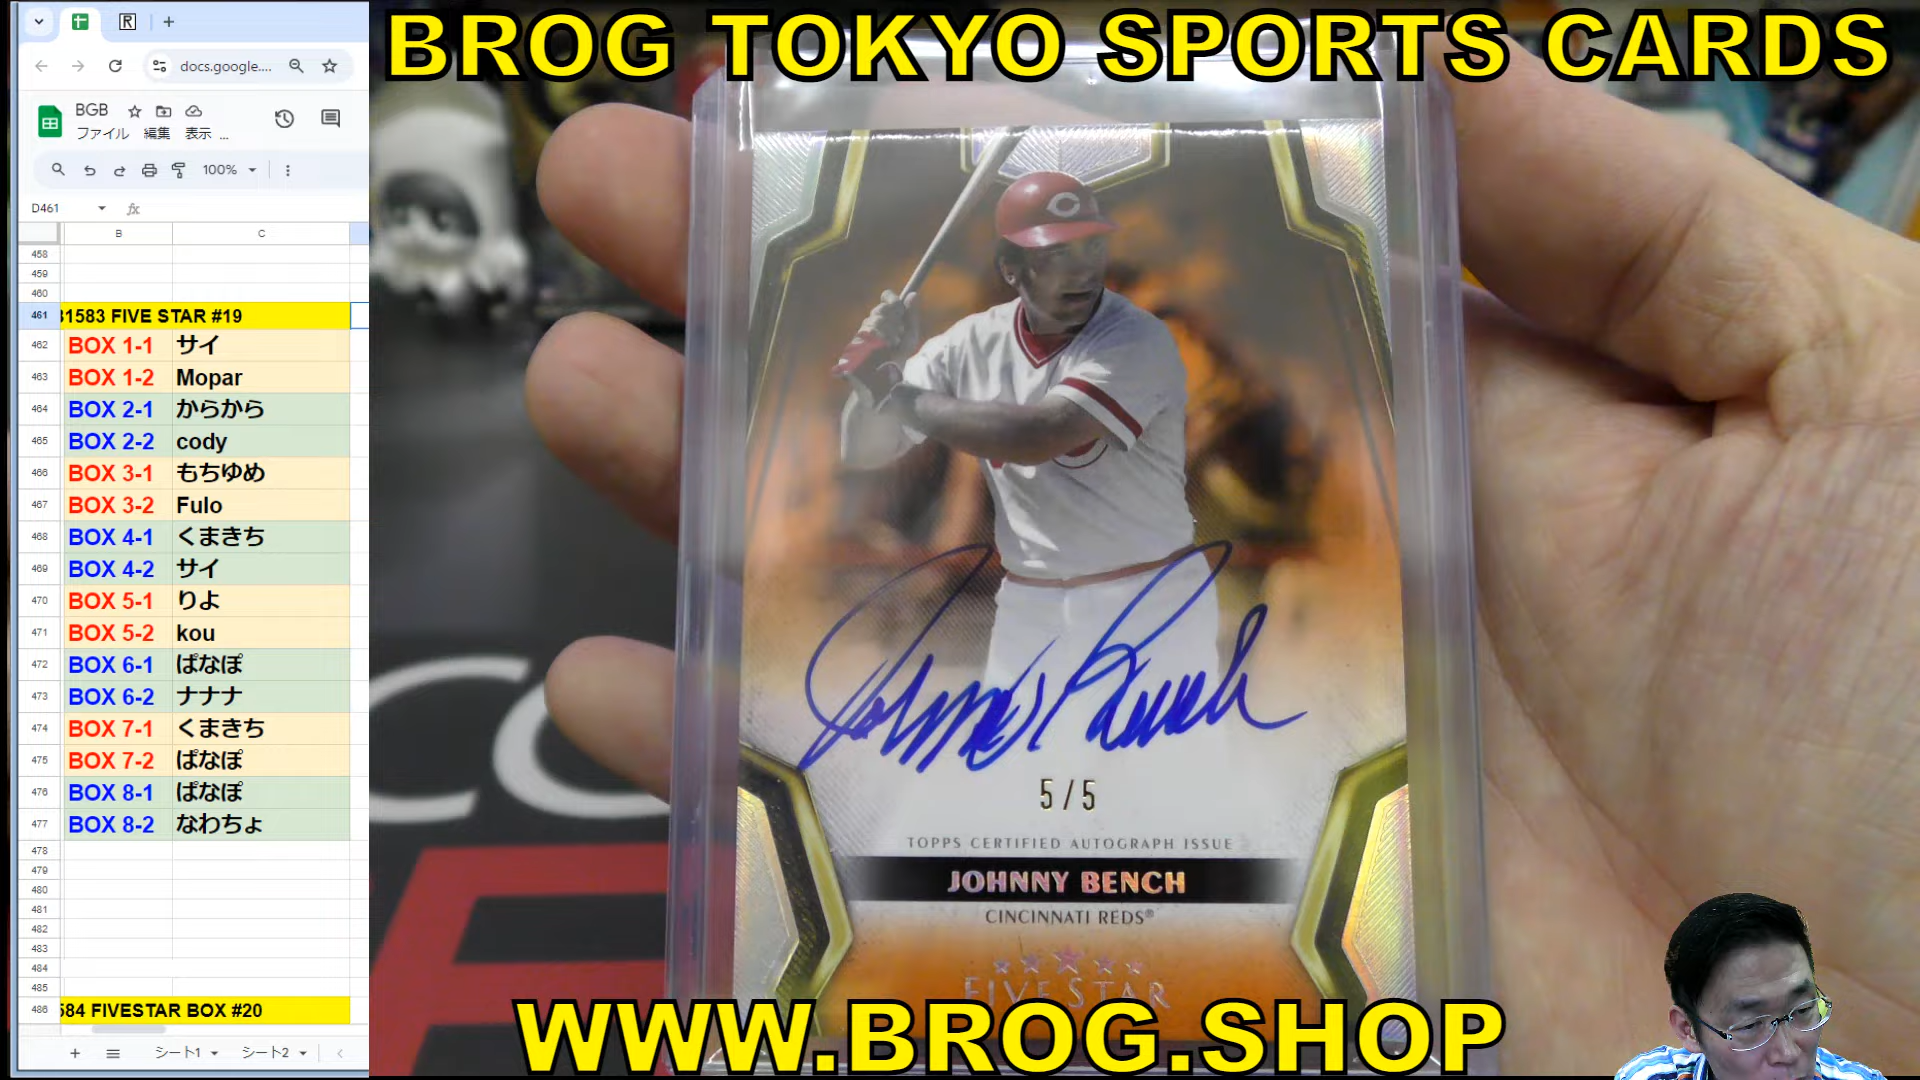 BROG TOKYO SPORTS CARDS
docs.google....
BGB
ファイル 編集 表示 ...
100%
D461
fx
B C
458
459
460
461 31583 FIVE STAR #19
462 BOX 1-1 サイ
463 BOX 1-2 Mopar
464 BOX 2-1 からから
465 BOX 2-2 cody
466 BOX 3-1 もちゆめ
467 BOX 3-2 Fulo
468 BOX 4-1 くまきち
469 BOX 4-2 サイ
470 BOX 5-1 りよ
471 BOX 5-2 kou
472 BOX 6-1 ぱなぽ
473 BOX 6-2 ナナナ
474 BOX 7-1 くまきち
475 BOX 7-2 ぱなぽ
476 BOX 8-1 ぱなぽ
477 BOX 8-2 なわちょ
478
479
480
481
482
483
484
485
486 584 FIVESTAR BOX #20
シート1 シート2
Johnny Bench
5/5
TOPPS CERTIFIED AUTOGRAPH ISSUE
JOHNNY BENCH
CINCINNATI REDS®
FIVE STAR
WWW.BROG.SHOP